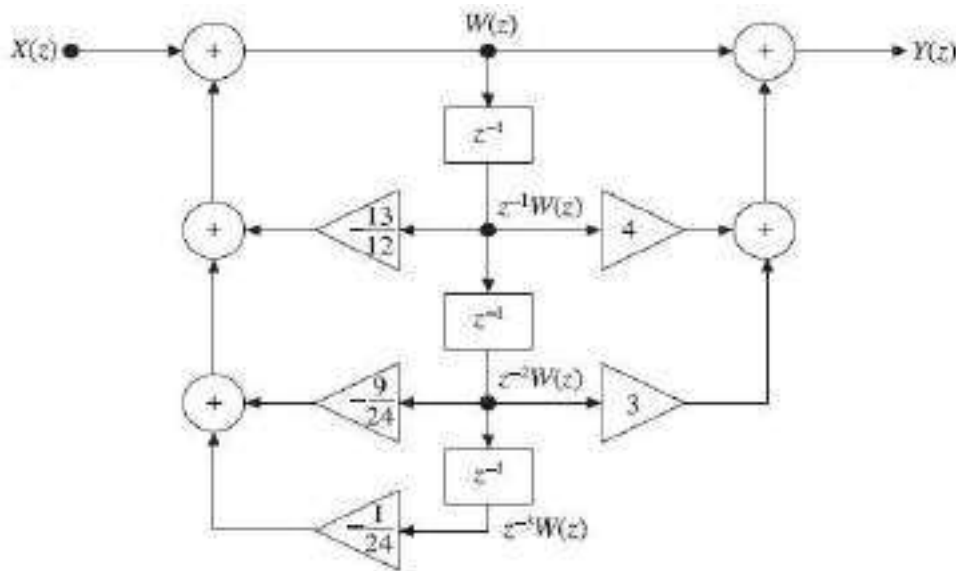 W(z)
X(z) + + Y(z)
z⁻¹
z⁻¹W(z)
+ -13/12 4 +
z⁻¹
z⁻²W(z)
+ -9/24 3
z⁻¹
-1/24 z⁻³W(z)